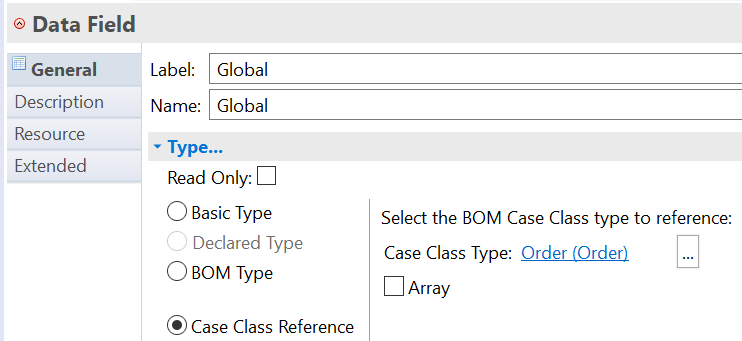 Data Field
General
Description
Resource
Extended
Label: Global
Name: Global
Type...
Read Only:
Basic Type
Declared Type
BOM Type
Case Class Reference
Select the BOM Case Class type to reference:
Case Class Type: Order (Order) ...
Array